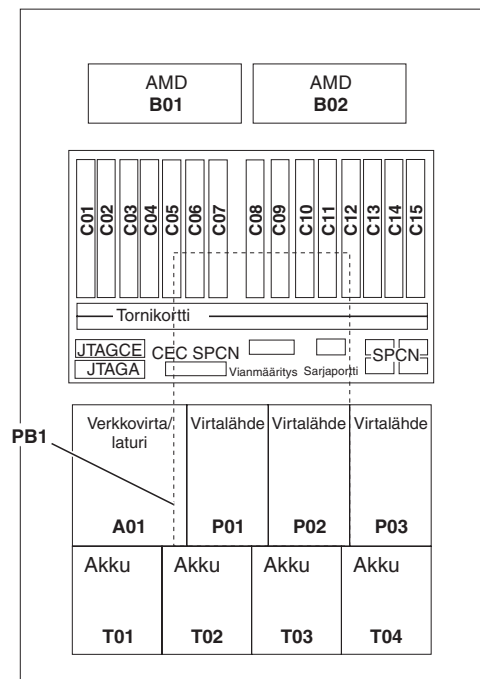 AMD
B01
AMD
B02
C01
C02
C03
C04
C05
C06
C07
C08
C09
C10
C11
C12
C13
C14
C15
Tornikortti
JTAGCE
CEC SPCN
SPCN
JTAGA
Vianmääritys
Sarjaportti
PB1
Verkkovirta/
laturi
A01
Virtalähde
P01
Virtalähde
P02
Virtalähde
P03
Akku
T01
Akku
T02
Akku
T03
Akku
T04